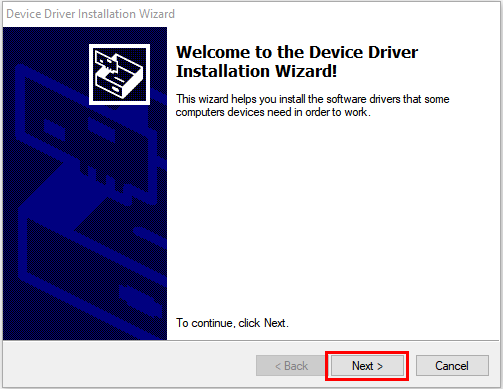 Device Driver Installation Wizard
Welcome to the Device Driver
Installation Wizard!
This wizard helps you install the software drivers that some
computers devices need in order to work.
To continue, click Next.
< Back
Next >
Cancel